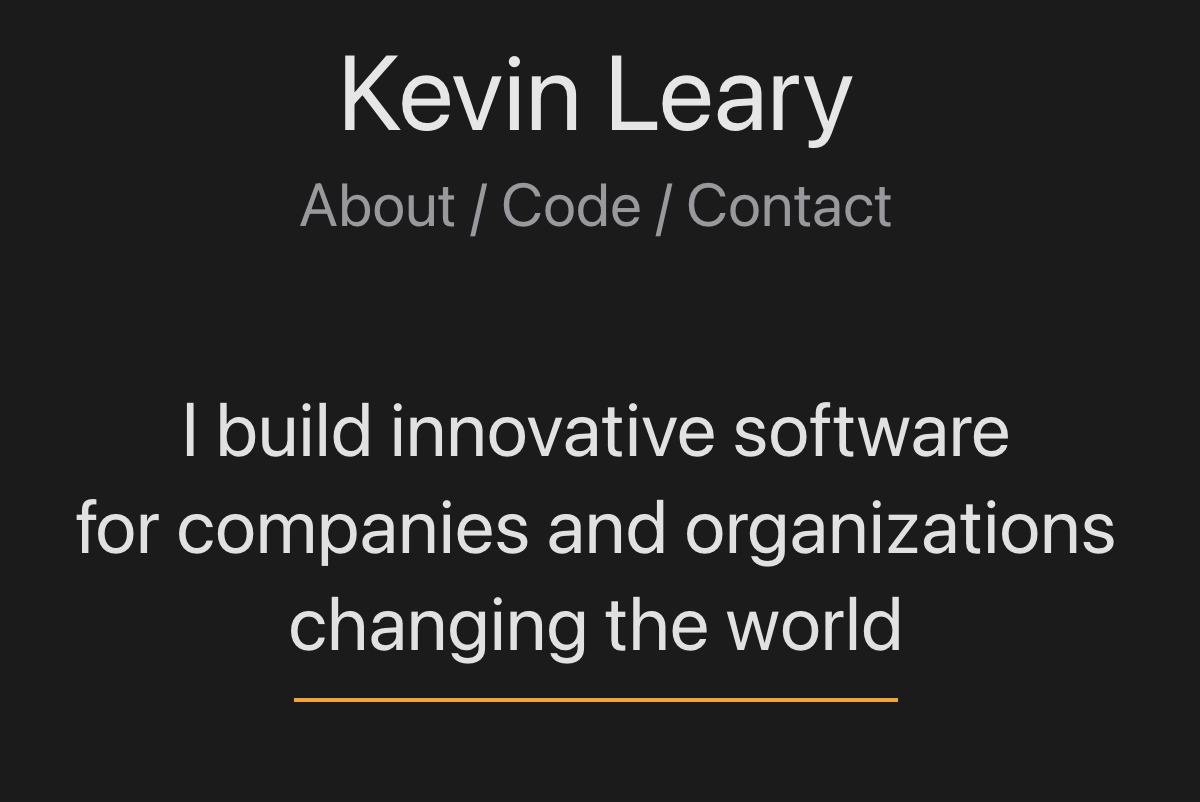 Kevin Leary
About / Code / Contact
I build innovative software
for companies and organizations
changing the world